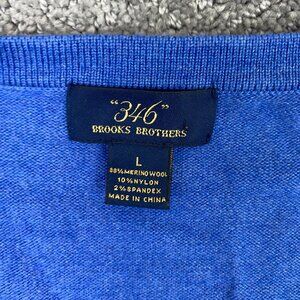 "346"
BROOKS BROTHERS
L
88% MERINO WOOL
10% NYLON
2% SPANDEX
MADE IN CHINA